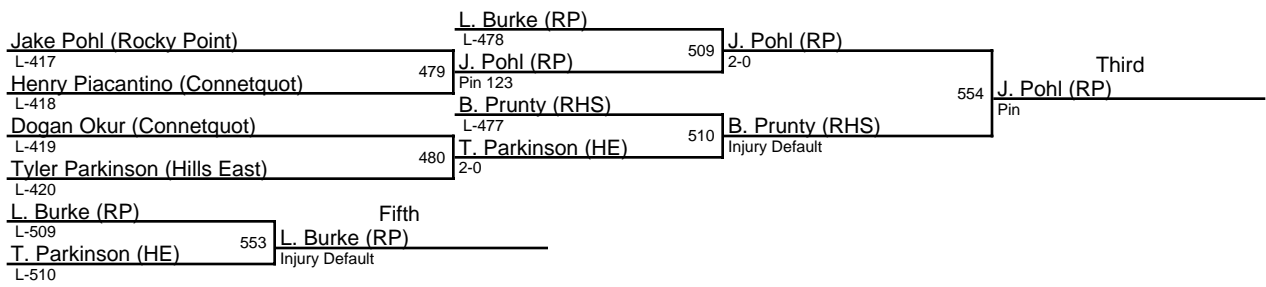 Jake Pohl (Rocky Point)
L-417
Henry Piacantino (Connetquot)
L-418
479
Dogan Okur (Connetquot)
L-419
Tyler Parkinson (Hills East)
L-420
480
L. Burke (RP)
L-478
J. Pohl (RP)
Pin 123
509
B. Prunty (RHS)
L-477
T. Parkinson (HE)
2-0
510
J. Pohl (RP)
2-0
B. Prunty (RHS)
Injury Default
554
Third
J. Pohl (RP)
Pin
L. Burke (RP)
L-509
T. Parkinson (HE)
L-510
553
Fifth
L. Burke (RP)
Injury Default